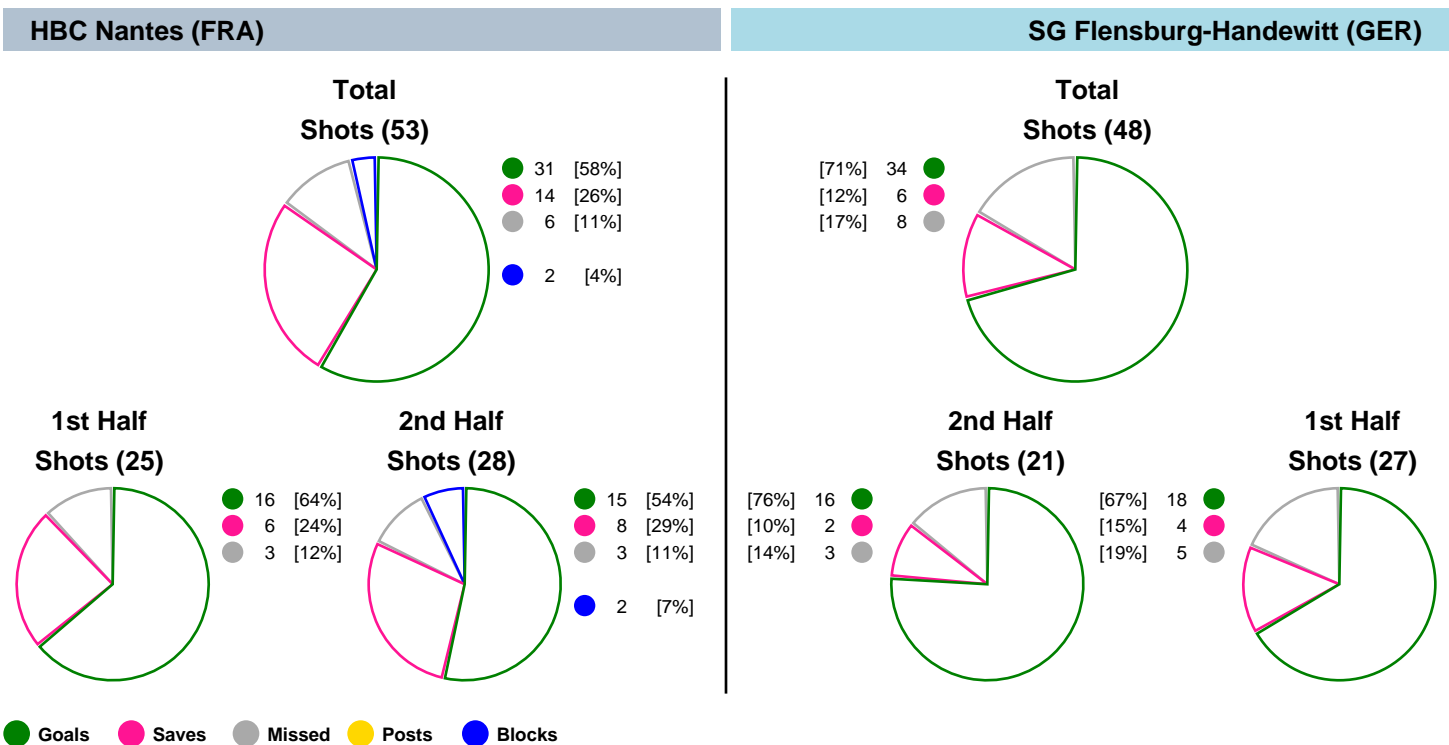 HBC Nantes (FRA)
SG Flensburg-Handewitt (GER)
Total
Shots (53)
31 [58%]
14 [26%]
6 [11%]
2 [4%]
1st Half
Shots (25)
16 [64%]
6 [24%]
3 [12%]
2nd Half
Shots (28)
15 [54%]
8 [29%]
3 [11%]
2 [7%]
Total
Shots (48)
[71%] 34
[12%] 6
[17%] 8
2nd Half
Shots (21)
[76%] 16
[10%] 2
[14%] 3
1st Half
Shots (27)
[67%] 18
[15%] 4
[19%] 5
Goals Saves Missed Posts Blocks